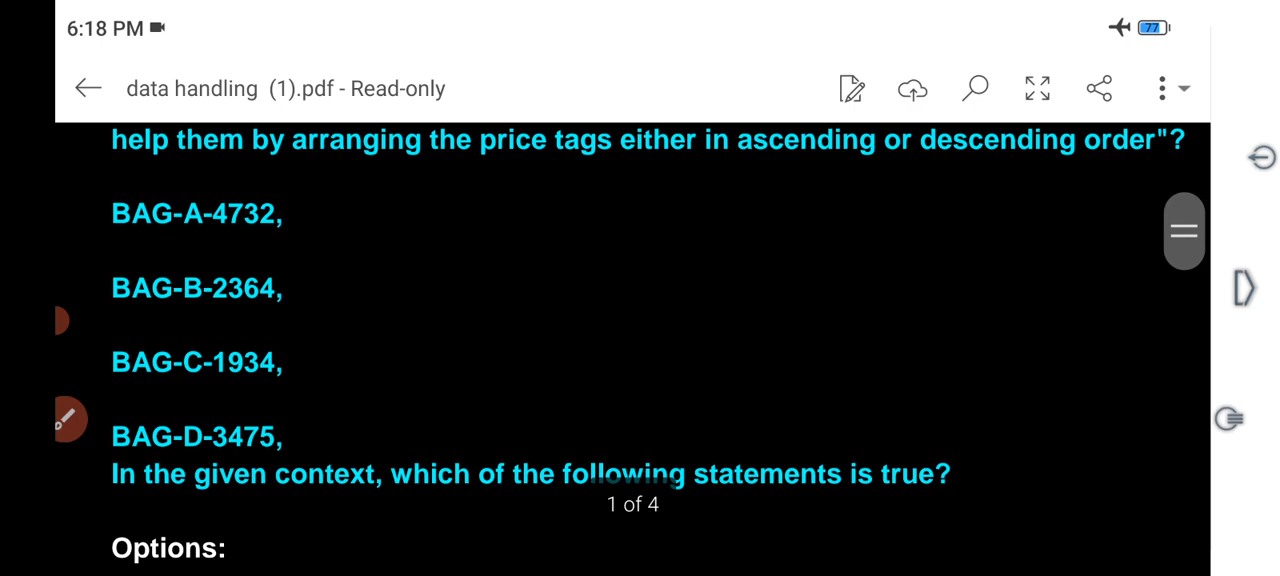 6:18 PM
77
data handling (1).pdf - Read-only
help them by arranging the price tags either in ascending or descending order"?
BAG-A-4732,
BAG-B-2364,
BAG-C-1934,
BAG-D-3475,
In the given context, which of the following statements is true?
1 of 4
Options: